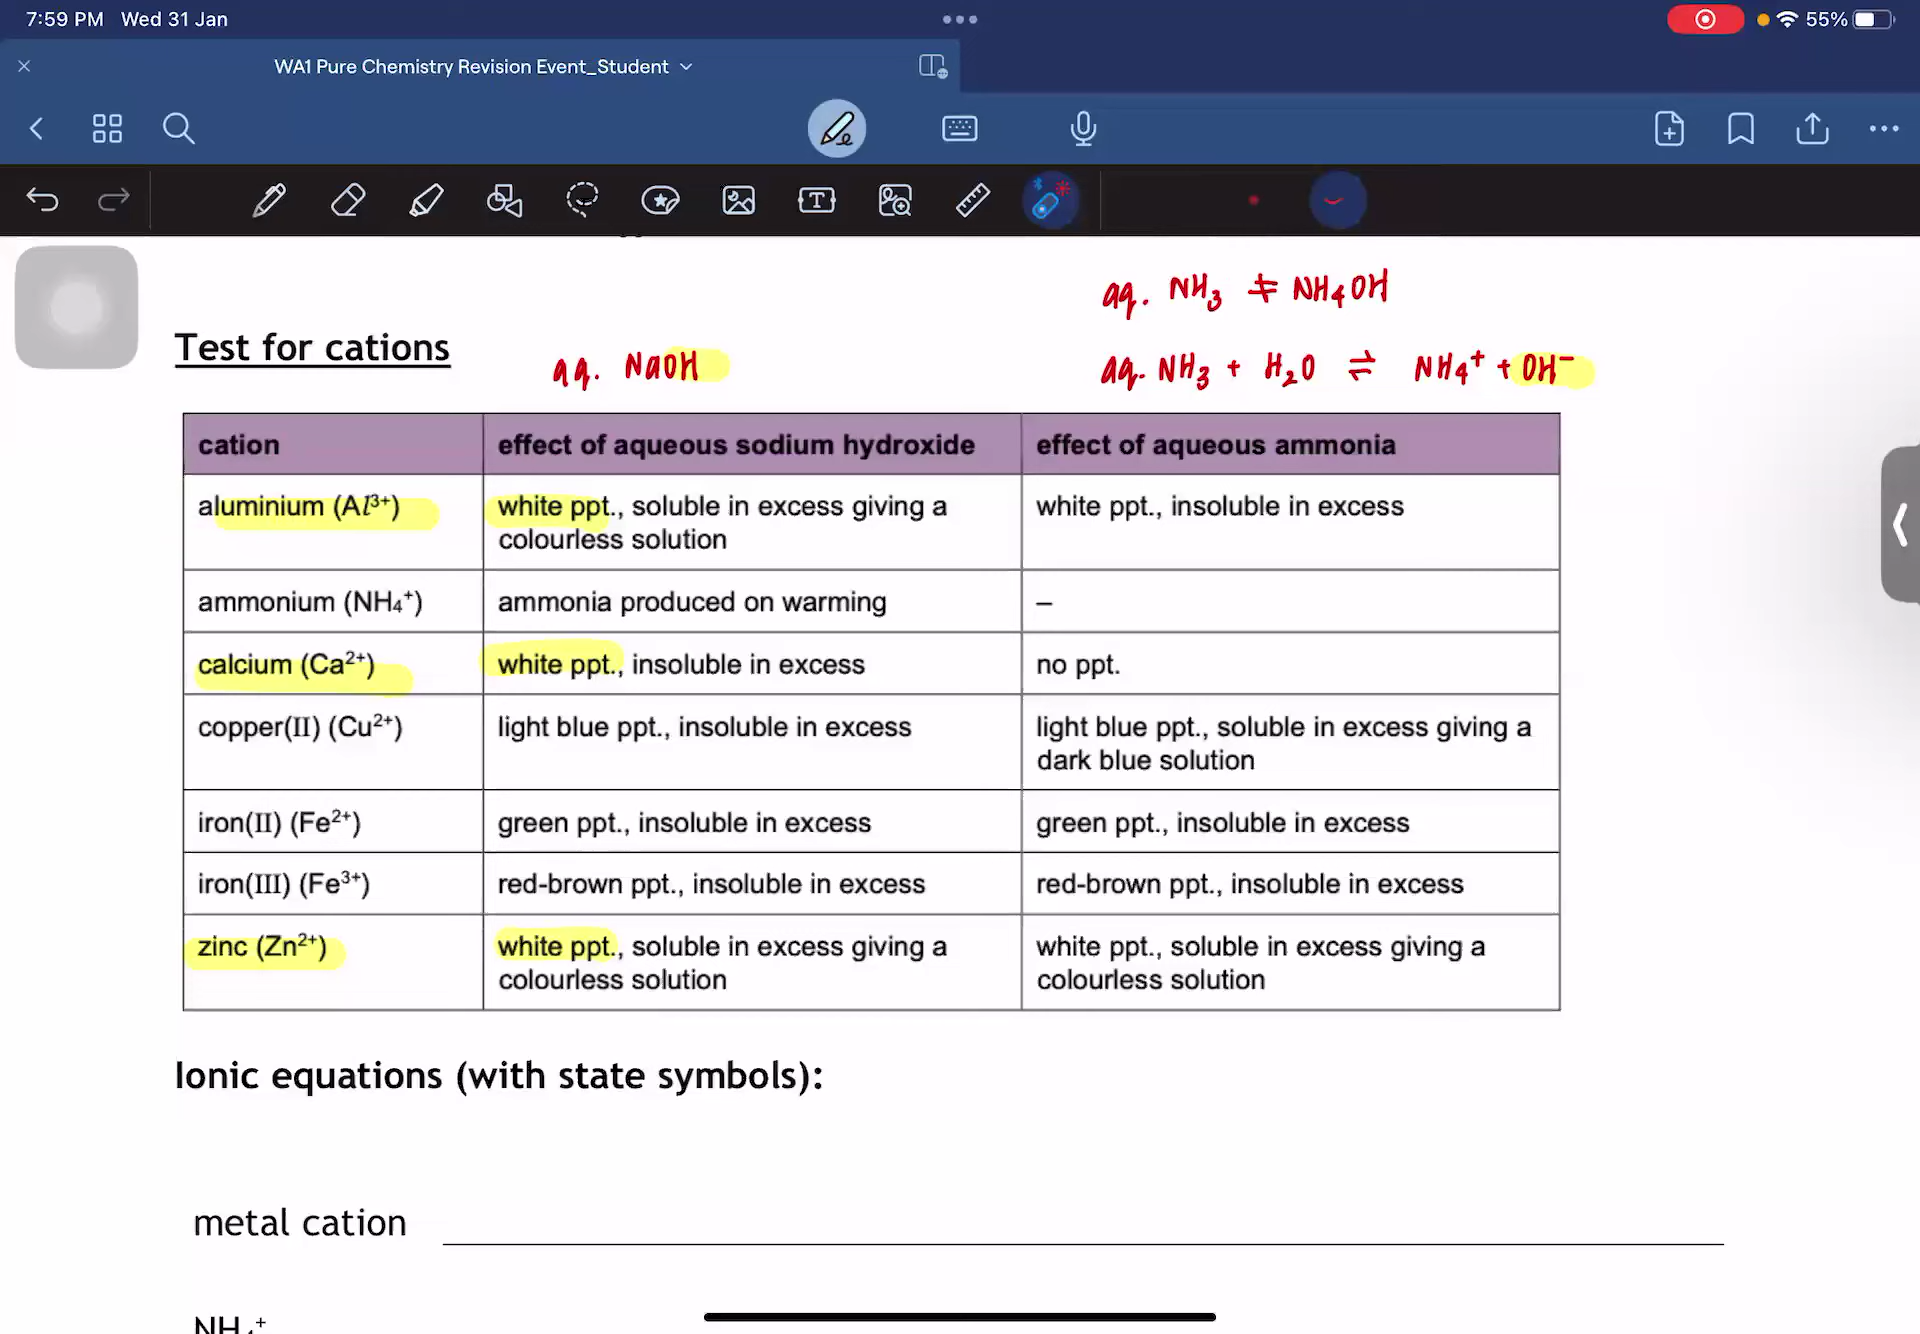 7:59 PM Wed 31 Jan
55%
WA1 Pure Chemistry Revision Event_Student
aq. NH₃ ≠ NH₄OH
Test for cations
aq. NaOH
aq. NH₃ + H₂O ⇌ NH₄⁺ + OH⁻
cation effect of aqueous sodium hydroxide effect of aqueous ammonia
aluminium (Al³⁺) white ppt., soluble in excess giving a white ppt., insoluble in excess
colourless solution
ammonium (NH₄⁺) ammonia produced on warming –
calcium (Ca²⁺) white ppt., insoluble in excess no ppt.
copper(II) (Cu²⁺) light blue ppt., insoluble in excess light blue ppt., soluble in excess giving a
dark blue solution
iron(II) (Fe²⁺) green ppt., insoluble in excess green ppt., insoluble in excess
iron(III) (Fe³⁺) red-brown ppt., insoluble in excess red-brown ppt., insoluble in excess
zinc (Zn²⁺) white ppt., soluble in excess giving a white ppt., soluble in excess giving a
colourless solution colourless solution
Ionic equations (with state symbols):
metal cation
NH₄⁺